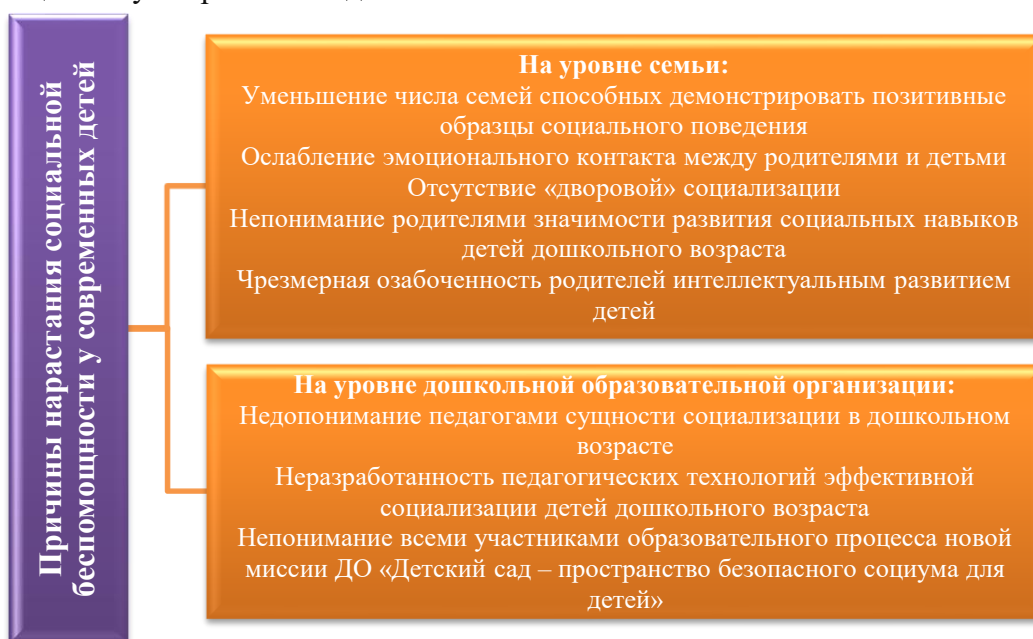 Причины нарастания социальной
беспомощности у современных детей
На уровне семьи:
Уменьшение числа семей способных демонстрировать позитивные
образцы социального поведения
Ослабление эмоционального контакта между родителями и детьми
Отсутствие «дворовой» социализации
Непонимание родителями значимости развития социальных навыков
детей дошкольного возраста
Чрезмерная озабоченность родителей интеллектуальным развитием
детей
На уровне дошкольной образовательной организации:
Недопонимание педагогами сущности социализации в дошкольном
возрасте
Неразработанность педагогических технологий эффективной
социализации детей дошкольного возраста
Непонимание всеми участниками образовательного процесса новой
миссии ДО «Детский сад – пространство безопасного социума для
детей»